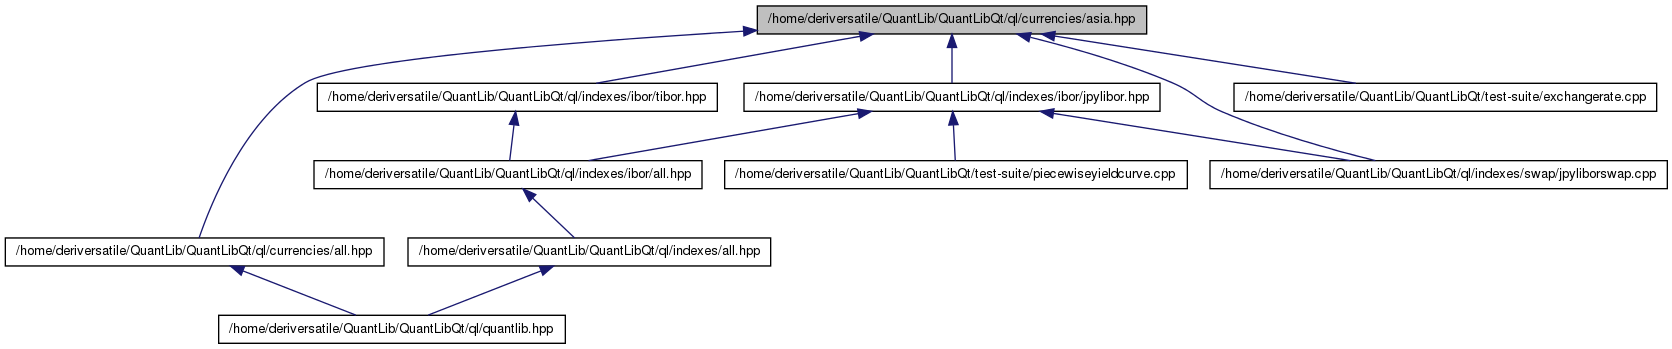 /home/deriversatile/QuantLib/QuantLibQt/ql/currencies/asia.hpp
/home/deriversatile/QuantLib/QuantLibQt/ql/indexes/ibor/tibor.hpp
/home/deriversatile/QuantLib/QuantLibQt/ql/indexes/ibor/jpylibor.hpp
/home/deriversatile/QuantLib/QuantLibQt/test-suite/exchangerate.cpp
/home/deriversatile/QuantLib/QuantLibQt/ql/indexes/ibor/all.hpp
/home/deriversatile/QuantLib/QuantLibQt/test-suite/piecewiseyieldcurve.cpp
/home/deriversatile/QuantLib/QuantLibQt/ql/indexes/swap/jpyliborswap.cpp
/home/deriversatile/QuantLib/QuantLibQt/ql/currencies/all.hpp
/home/deriversatile/QuantLib/QuantLibQt/ql/indexes/all.hpp
/home/deriversatile/QuantLib/QuantLibQt/ql/quantlib.hpp